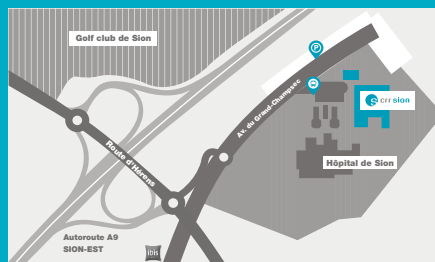 Golf club de Sion
P
Av. du Grand-Champsec
crr sion
Route d'Hérens
Hôpital de Sion
Autoroute A9
SION-EST
ibis